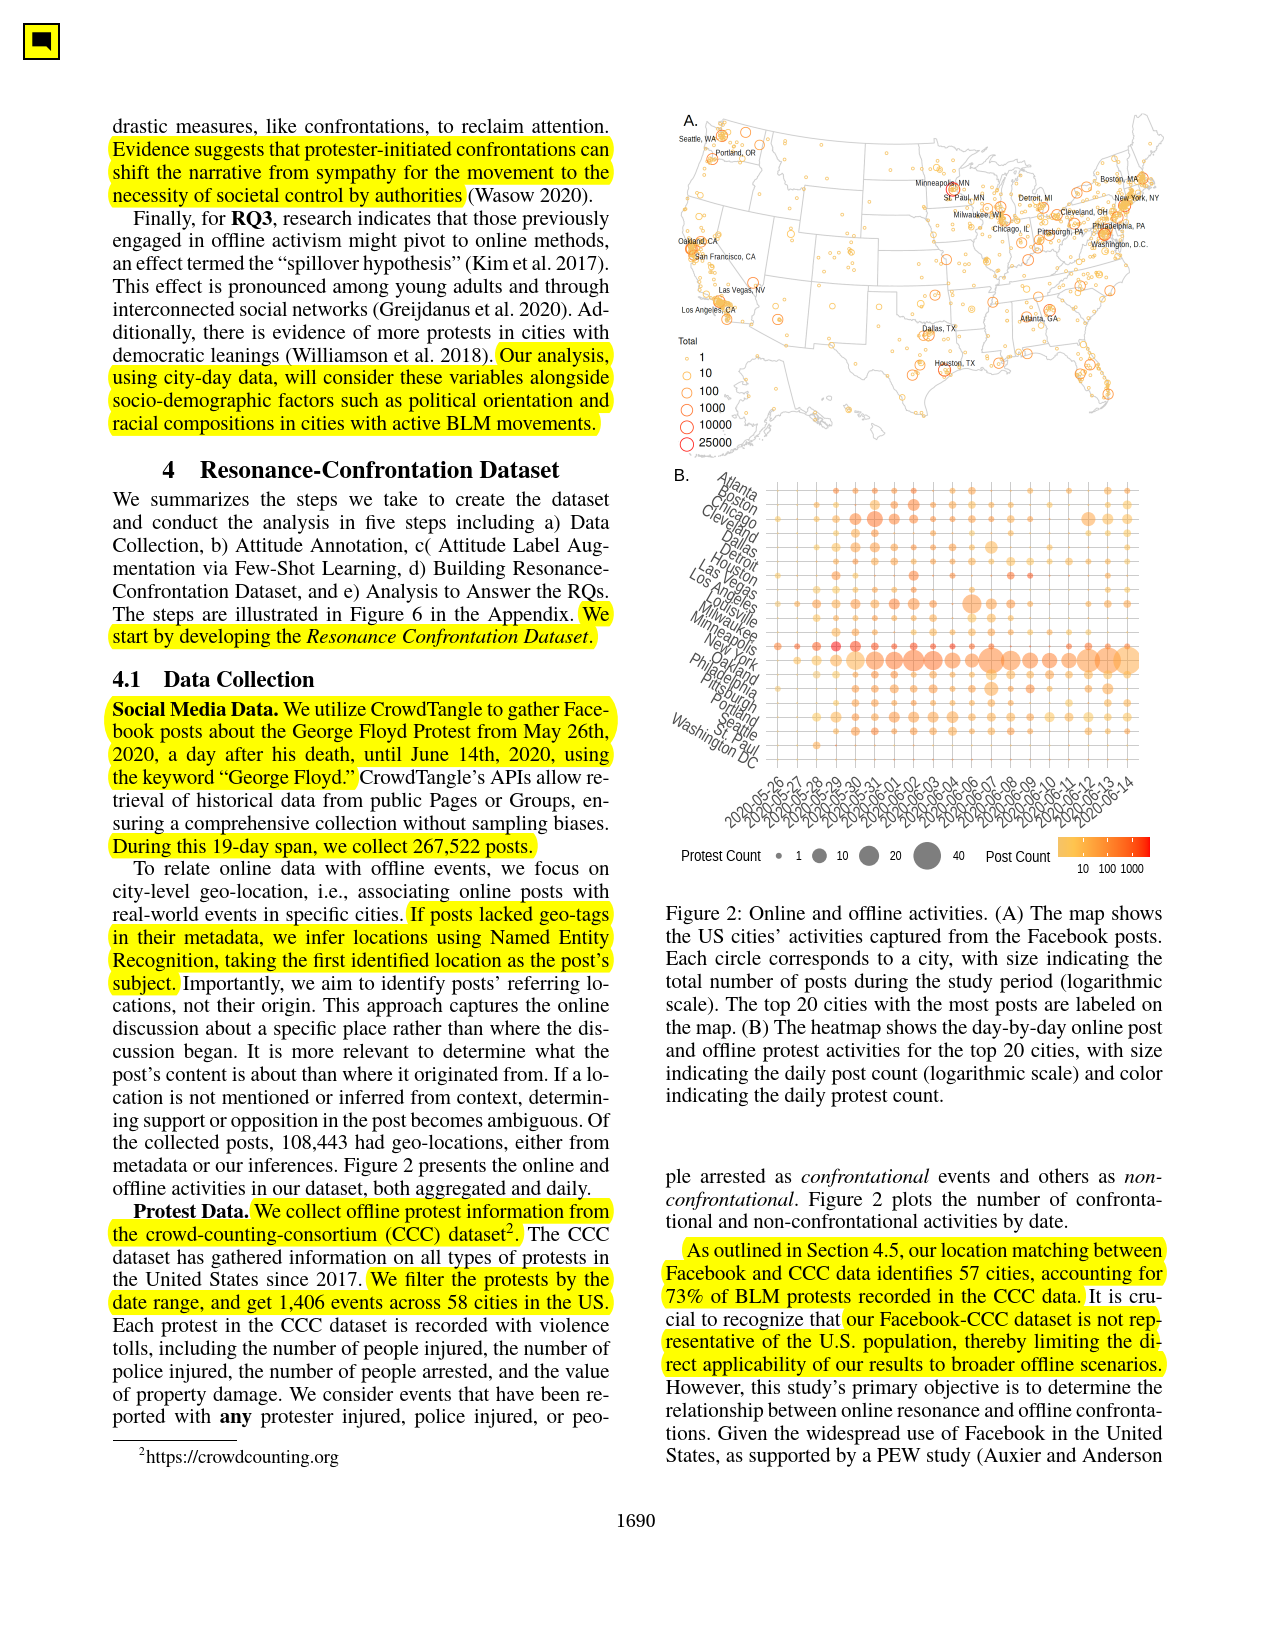 drastic measures, like confrontations, to reclaim attention.
Evidence suggests that protester-initiated confrontations can
shift the narrative from sympathy for the movement to the
necessity of societal control by authorities (Wasow 2020).
Finally, for RQ3, research indicates that those previously
engaged in offline activism might pivot to online methods,
an effect termed the “spillover hypothesis” (Kim et al. 2017).
This effect is pronounced among young adults and through
interconnected social networks (Greijdanus et al. 2020). Ad-
ditionally, there is evidence of more protests in cities with
democratic leanings (Williamson et al. 2018). Our analysis,
using city-day data, will consider these variables alongside
socio-demographic factors such as political orientation and
racial compositions in cities with active BLM movements.
4 Resonance-Confrontation Dataset
We summarizes the steps we take to create the dataset
and conduct the analysis in five steps including a) Data
Collection, b) Attitude Annotation, c( Attitude Label Aug-
mentation via Few-Shot Learning, d) Building Resonance-
Confrontation Dataset, and e) Analysis to Answer the RQs.
The steps are illustrated in Figure 6 in the Appendix. We
start by developing the Resonance Confrontation Dataset.
4.1 Data Collection
Social Media Data. We utilize CrowdTangle to gather Face-
book posts about the George Floyd Protest from May 26th,
2020, a day after his death, until June 14th, 2020, using
the keyword “George Floyd.” CrowdTangle’s APIs allow re-
trieval of historical data from public Pages or Groups, en-
suring a comprehensive collection without sampling biases.
During this 19-day span, we collect 267,522 posts.
To relate online data with offline events, we focus on
city-level geo-location, i.e., associating online posts with
real-world events in specific cities. If posts lacked geo-tags
in their metadata, we infer locations using Named Entity
Recognition, taking the first identified location as the post’s
subject. Importantly, we aim to identify posts’ referring lo-
cations, not their origin. This approach captures the online
discussion about a specific place rather than where the dis-
cussion began. It is more relevant to determine what the
post’s content is about than where it originated from. If a lo-
cation is not mentioned or inferred from context, determin-
ing support or opposition in the post becomes ambiguous. Of
the collected posts, 108,443 had geo-locations, either from
metadata or our inferences. Figure 2 presents the online and
offline activities in our dataset, both aggregated and daily.
Protest Data. We collect offline protest information from
the crowd-counting-consortium (CCC) dataset2. The CCC
dataset has gathered information on all types of protests in
the United States since 2017. We filter the protests by the
date range, and get 1,406 events across 58 cities in the US.
Each protest in the CCC dataset is recorded with violence
tolls, including the number of people injured, the number of
police injured, the number of people arrested, and the value
of property damage. We consider events that have been re-
ported with any protester injured, police injured, or peo-
2https://crowdcounting.org
A.
Seattle, WA
Portland, OR
Minneapolis, MN
St. Paul, MN
Milwaukee, WI
Chicago, IL
Detroit, MI
Cleveland, OH
Pittsburgh, PA
Boston, MA
New York, NY
Philadelphia, PA
Washington, D.C.
Oakland, CA
San Francisco, CA
Las Vegas, NV
Los Angeles, CA
Dallas, TX
Atlanta, GA
Houston, TX
Total
1
10
100
1000
10000
25000
B.
Atlanta
Boston
Chicago
Cleveland
Dallas
Detroit
Houston
Las Vegas
Los Angeles
Louisville
Milwaukee
Minneapolis
New York
Oakland
Philadelphia
Pittsburgh
Portland
Seattle
St. Paul
Washington DC
2020-05-26
2020-05-27
2020-05-28
2020-05-29
2020-05-30
2020-05-31
2020-06-01
2020-06-02
2020-06-03
2020-06-04
2020-06-06
2020-06-07
2020-06-08
2020-06-09
2020-06-10
2020-06-11
2020-06-12
2020-06-13
2020-06-14
Protest Count 1 10 20 40 Post Count 10 100 1000
Figure 2: Online and offline activities. (A) The map shows
the US cities’ activities captured from the Facebook posts.
Each circle corresponds to a city, with size indicating the
total number of posts during the study period (logarithmic
scale). The top 20 cities with the most posts are labeled on
the map. (B) The heatmap shows the day-by-day online post
and offline protest activities for the top 20 cities, with size
indicating the daily post count (logarithmic scale) and color
indicating the daily protest count.
ple arrested as confrontational events and others as non-
confrontational. Figure 2 plots the number of confronta-
tional and non-confrontational activities by date.
As outlined in Section 4.5, our location matching between
Facebook and CCC data identifies 57 cities, accounting for
73% of BLM protests recorded in the CCC data. It is cru-
cial to recognize that our Facebook-CCC dataset is not rep-
resentative of the U.S. population, thereby limiting the di-
rect applicability of our results to broader offline scenarios.
However, this study’s primary objective is to determine the
relationship between online resonance and offline confronta-
tions. Given the widespread use of Facebook in the United
States, as supported by a PEW study (Auxier and Anderson
1690